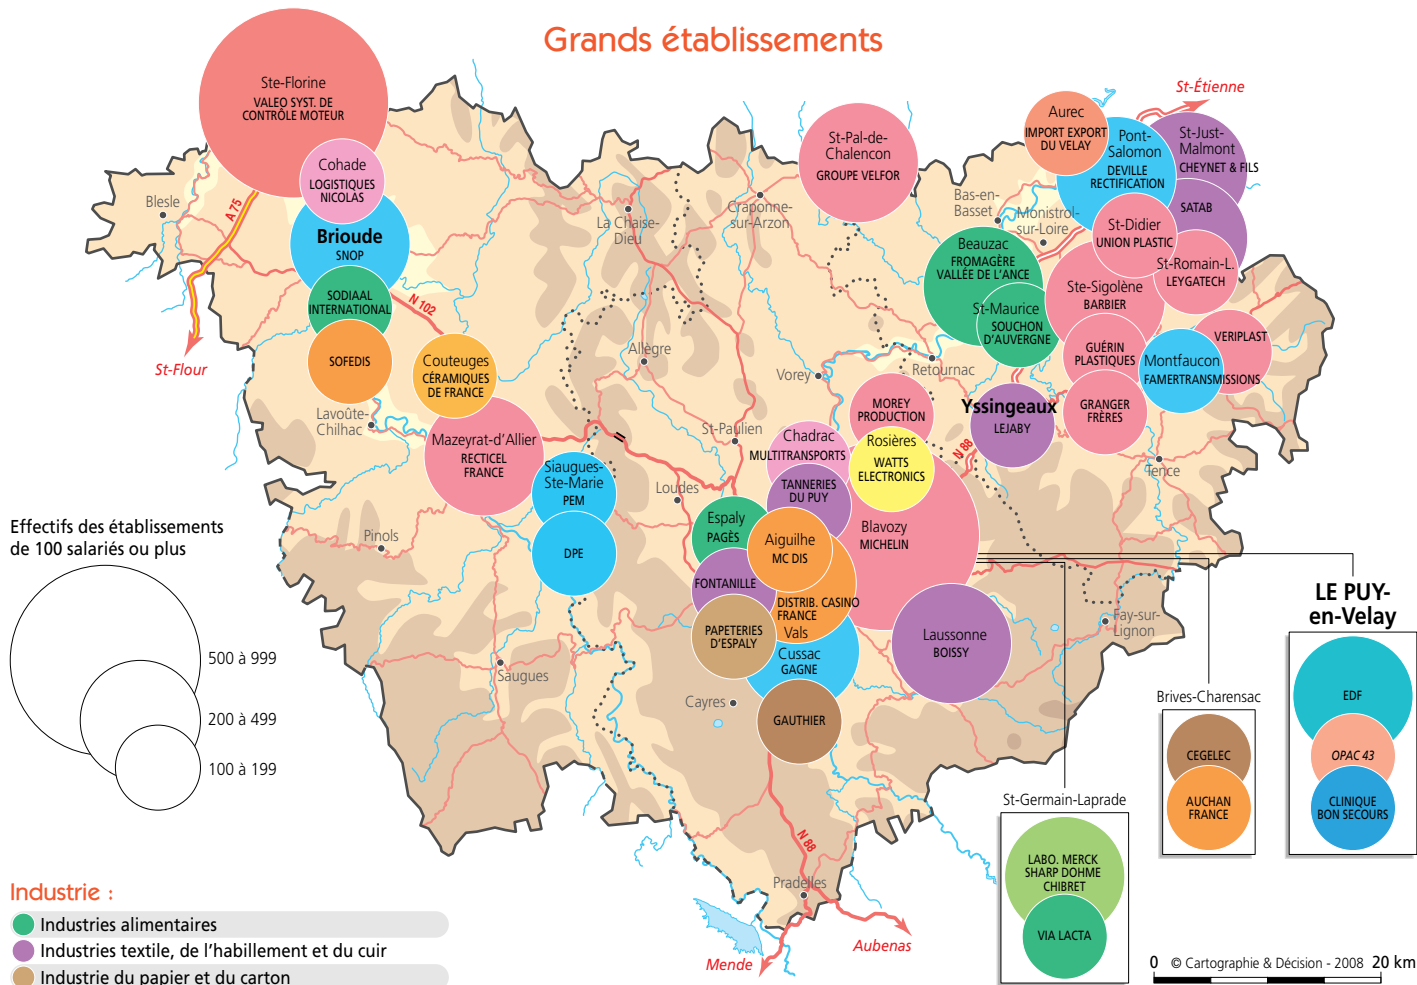 Grands établissements
Ste-Florine
VALEO SYST. DE
CONTRÔLE MOTEUR
Cohade
LOGISTIQUES
NICOLAS
Blesle
A 75
Brioude
SNOP
SODIAAL
INTERNATIONAL
N 102
SOFEDIS
St-Flour
Couteuges
CÉRAMIQUES
DE FRANCE
Lavoûte-
Chilhac
Mazeyrat-d'Allier
RECTICEL
FRANCE
Siaugues-
Ste-Marie
PEM
DPE
Pinols
Saugues
La Chaise-
Dieu
Craponne-
sur-Arzon
Allègre
St-Paulien
Loudes
Vorey
Retournac
St-Pal-de-
Chalencon
GROUPE VELFOR
Aurec
IMPORT EXPORT
DU VELAY
St-Étienne
Pont-
Salomon
DEVILLE
RECTIFICATION
St-Just-
Malmont
CHEYNET & FILS
SATAB
Bas-en-
Basset
Monistrol-
sur-Loire
St-Didier
UNION PLASTIC
St-Romain-L.
LEYGATECH
Beauzac
FROMAGÈRE
VALLÉE DE L'ANCE
St-Maurice
SOUCHON
D'AUVERGNE
Ste-Sigolène
BARBIER
GUÉRIN
PLASTIQUES
GRANGER
FRÈRES
VERIPLAST
Montfaucon
FAMERTRANSMISSIONS
Yssingeaux
LEJABY
Tence
N 88
MOREY
PRODUCTION
Rosières
WATTS
ELECTRONICS
Chadrac
MULTITRANSPORTS
TANNERIES
DU PUY
Blavozy
MICHELIN
Espaly
PAGÈS
Aiguilhe
MC DIS
FONTANILLE
DISTRIB. CASINO
FRANCE
Vals
PAPETERIES
D'ESPALY
Cussac
GAGNE
GAUTHIER
Laussonne
BOISSY
Cayres
Fay-sur-
Lignon
N 88
Pradelles
Mende
Aubenas
Effectifs des établissements
de 100 salariés ou plus
500 à 999
200 à 499
100 à 199
LE PUY-
en-Velay
EDF
OPAC 43
CLINIQUE
BON SECOURS
Brives-Charensac
CEGELEC
AUCHAN
FRANCE
St-Germain-Laprade
LABO. MERCK
SHARP DOHME
CHIBRET
VIA LACTA
Industrie :
Industries alimentaires
Industries textile, de l'habillement et du cuir
Industrie du papier et du carton
0 © Cartographie & Décision - 2008 20 km